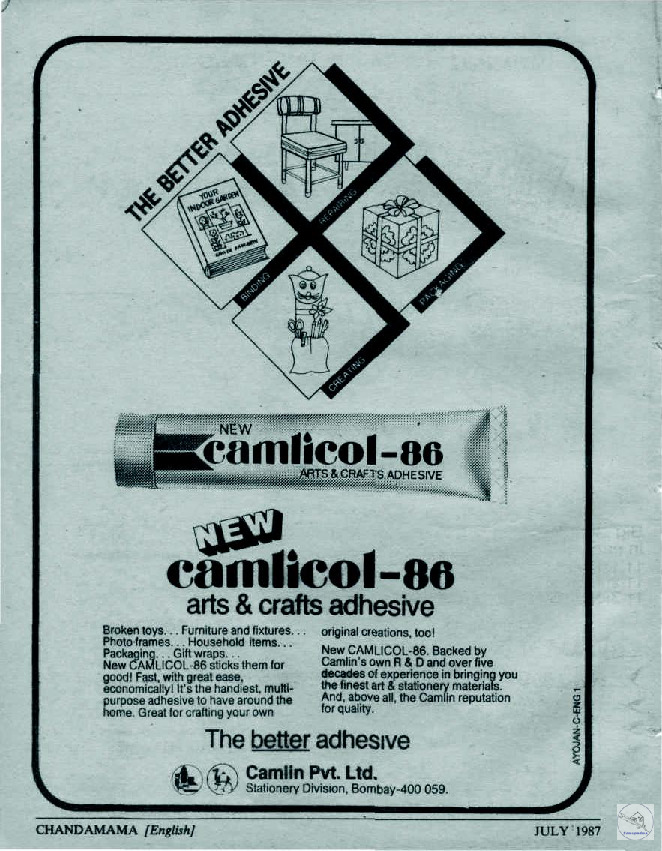 THE BETTER ADHESIVE
REPAIRING
YOUR
INDOOR GARDEN
BINDING
PACKAGING
CREATING
NEW
camlicol-86
ARTS & CRAFTS ADHESIVE
NEW
camlicol-86
arts & crafts adhesive
Broken toys... Furniture and fixtures...
Photo-frames... Household items...
Packaging... Gift wraps...
New CAMLICOL-86 sticks them for
good! Fast, with great ease,
economically! It's the handiest, multi-
purpose adhesive to have around the
home. Great for crafting your own
original creations, too!
New CAMLICOL-86. Backed by
Camlin's own R & D and over five
decades of experience in bringing you
the finest art & stationery materials.
And, above all, the Camlin reputation
for quality.
The better adhesive
Camlin Pvt. Ltd.
Stationery Division, Bombay-400 059.
AYOJAN-C-ENG 1
CHANDAMAMA [English]
JULY 1987